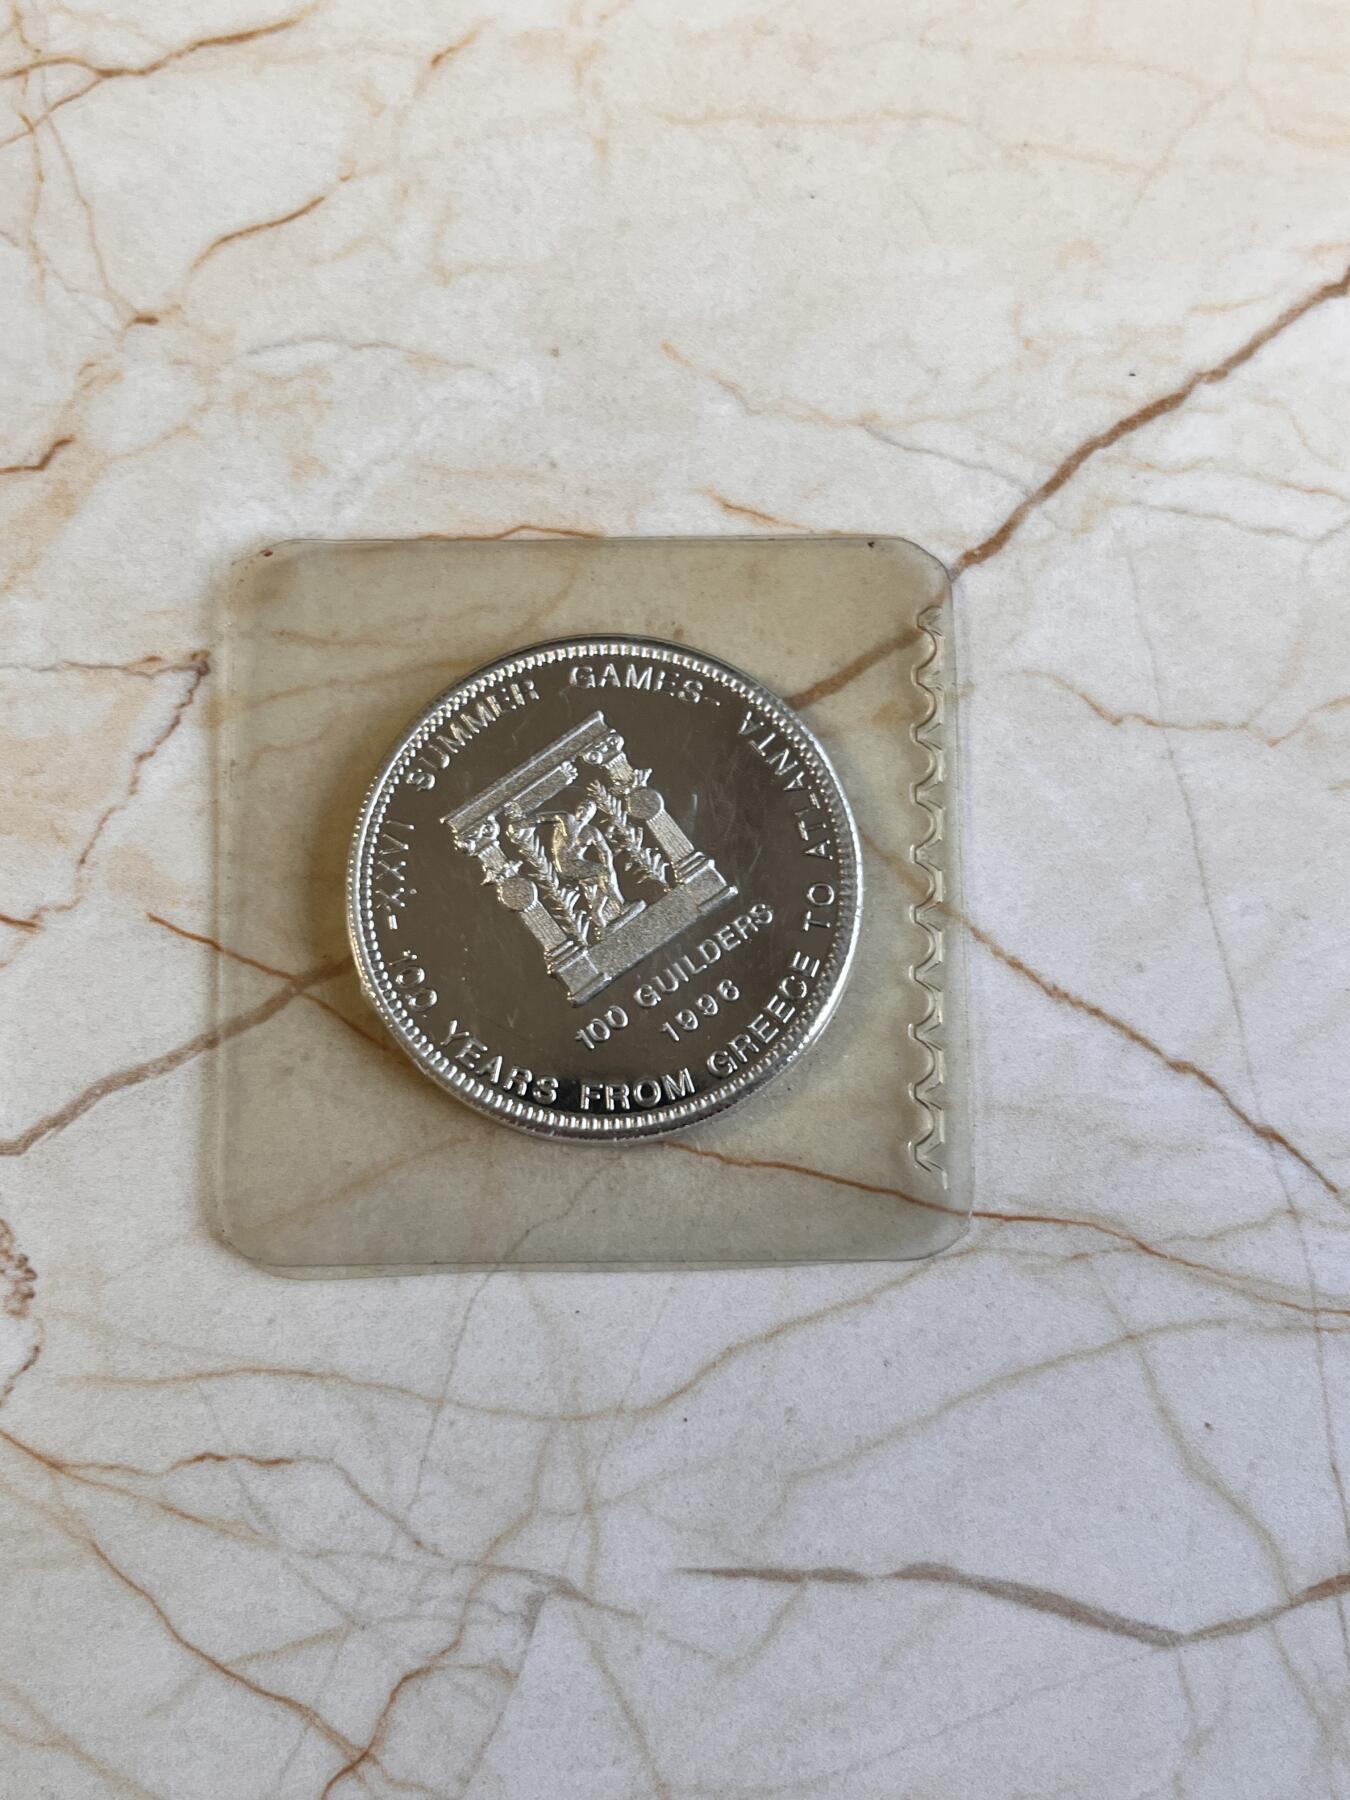 -XXVI SUMMER GAMES-
100 YEARS FROM GREECE TO ATLANTA
100 GUILDERS
1996